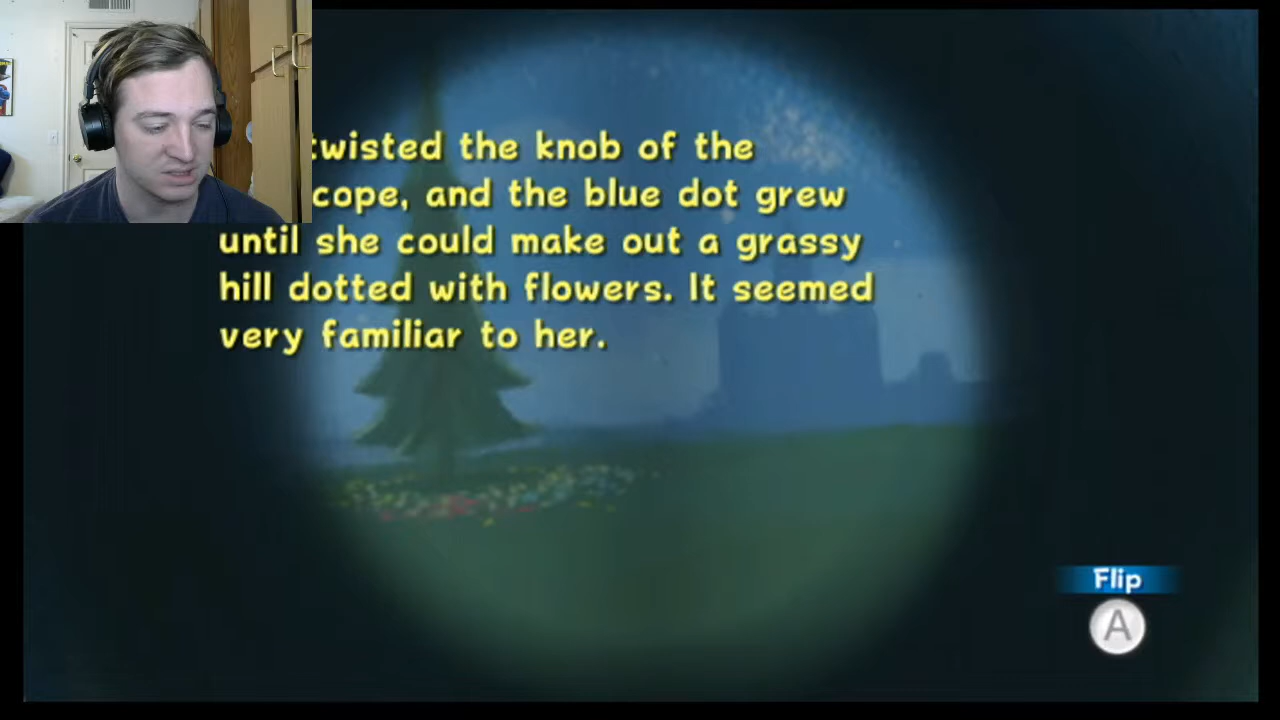 twisted the knob of the
cope, and the blue dot grew
until she could make out a grassy
hill dotted with flowers. It seemed
very familiar to her.
Flip
A